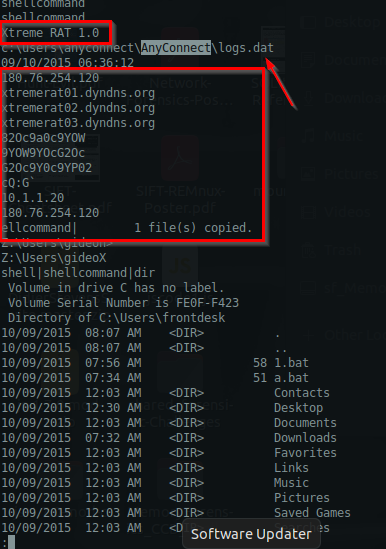 shellcommand
shellcommand
Xtreme RAT 1.0
c:\users\anyconnect\AnyConnect\logs.dat
09/10/2015 06:36:12
180.76.254.120
xtremerat01.dyndns.org
xtremerat02.dyndns.org
xtremerat03.dyndns.org
82Oc9a0c9YOW
9YOW9YOcG2Oc
G2Oc9Y0c9YP02
cQ:G`
10.1.1.20
180.76.254.120
ellcommand|         1 file(s) copied.
Z:\Users\gideon>
Z:\Users\gideoX
shell|shellcommand|dir
Volume in drive C has no label.
Volume Serial Number is FE0F-F423
Directory of C:\Users\frontdesk
10/09/2015  08:07 AM    <DIR>          .
10/09/2015  08:07 AM    <DIR>          ..
10/09/2015  07:56 AM                58 1.bat
10/09/2015  07:34 AM                51 a.bat
10/09/2015  12:03 AM    <DIR>          Contacts
10/09/2015  12:30 AM    <DIR>          Desktop
10/09/2015  12:03 AM    <DIR>          Documents
10/09/2015  07:32 AM    <DIR>          Downloads
10/09/2015  12:03 AM    <DIR>          Favorites
10/09/2015  12:03 AM    <DIR>          Links
10/09/2015  12:03 AM    <DIR>          Music
10/09/2015  12:03 AM    <DIR>          Pictures
10/09/2015  12:03 AM    <DIR>          Saved Games
10/09/2015  12:03 AM
Software Updater
:
SIFT-REMnux-
Poster.pdf